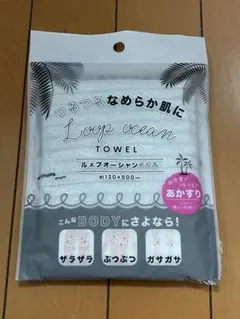 つるつるなめらか肌に
Loop ocean
TOWEL
ループオーシャンタオル
約130×900mm
あかすり
こんなBODYにさよなら!
ザラザラ
ぶつぶつ
ガサガサ